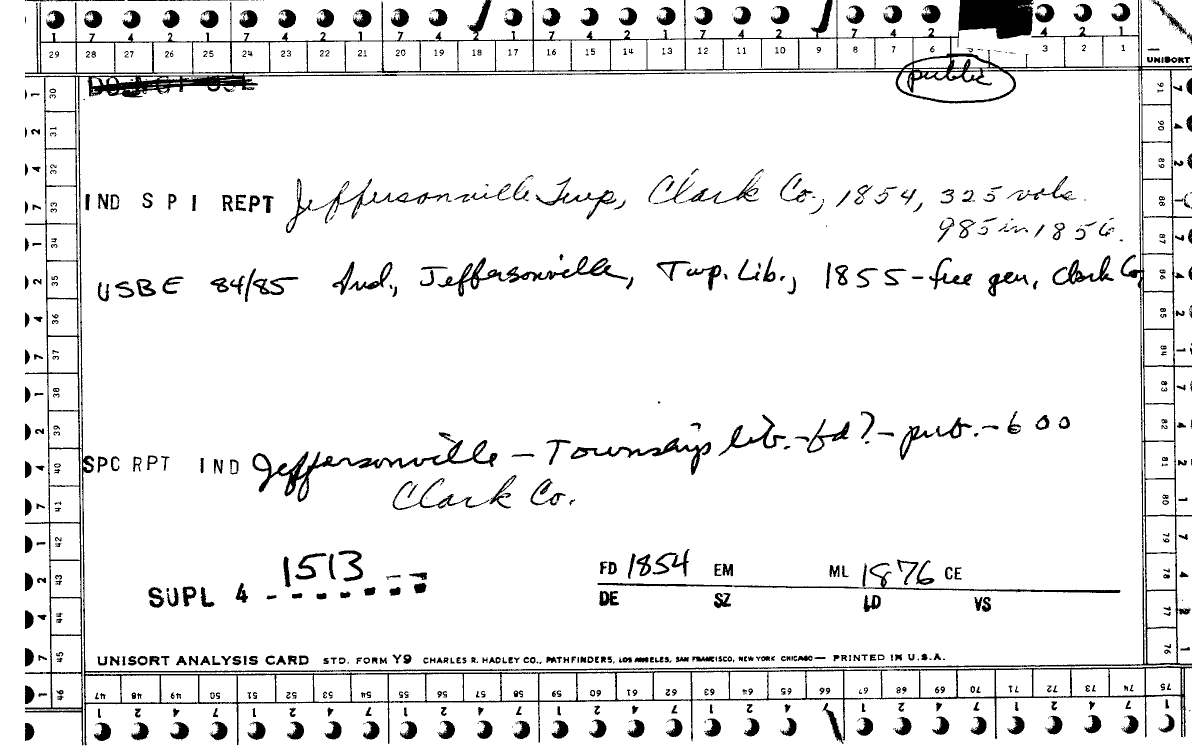 1 7 4 2 1 7 4 2 1 7 4 2 1 7 4 2 1 7 4 2 1 7 4 2 4 2 1
29 28 27 26 25 24 23 22 21 20 19 18 17 16 15 14 13 12 11 10 9 8 7 6 3 2 1
UNISORT
DO NOT USE
public
IND S P I REPT Jeffersonville Twp, Clark Co., 1854, 325 vols.
985 in 1856.
USBE 84/85 Ind., Jeffersonville, Twp. Lib., 1855-free gen, Clark Co,
SPC RPT IND Jeffersonville - Township lib.-fd?-pub.-600
Clark Co.
SUPL 4 1513
FD 1854 EM ML 1876 CE
DE SZ LD VS
UNISORT ANALYSIS CARD STD. FORM Y9 CHARLES R. HADLEY CO., PATHFINDERS, LOS ANGELES, SAN FRANCISCO, NEW YORK CHICAGO — PRINTED IN U.S.A.
30 31 32 33 34 35 36 37 38 39 40 41 42 43 44 45 46
91 90 89 88 87 86 85 84 83 82 81 80 79 78 77 76
47 48 49 50 51 52 53 54 55 56 57 58 59 60 61 62 63 64 65 66 67 68 69 70 71 72 73 74 75
1 2 4 7 1 2 4 7 1 2 4 7 1 2 4 7 1 2 4 7 1 2 4 7 1 2 4 7 1